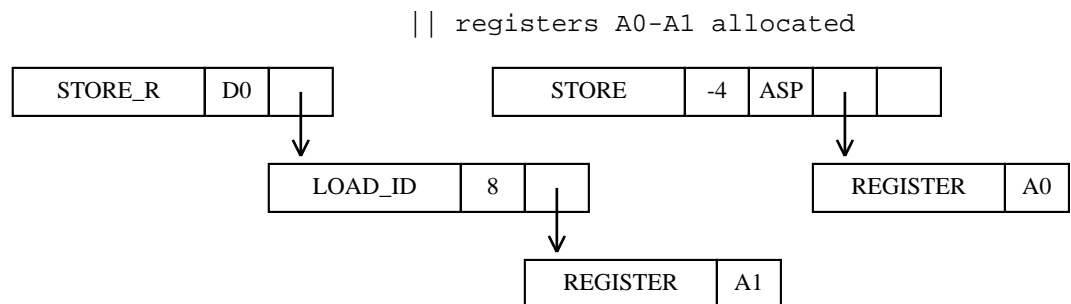 || registers A0-A1 allocated
STORE_R D0 STORE -4 ASP
LOAD_ID 8 REGISTER A0
REGISTER A1